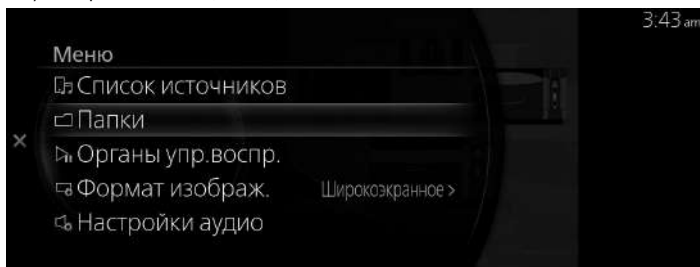 3:43 am
Меню
Список источников
Папки
Органы упр.воспр.
Формат изображ. Широкоэкранное >
Настройки аудио